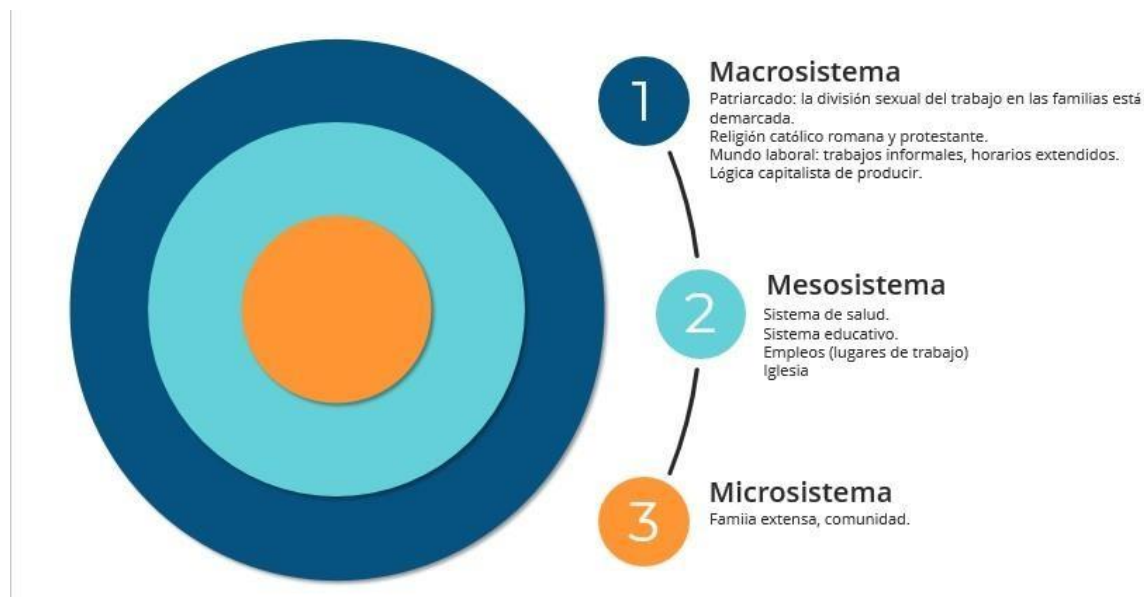 1
Macrosistema
Patriarcado: la división sexual del trabajo en las familias está
demarcada.
Religión católico romana y protestante.
Mundo laboral: trabajos informales, horarios extendidos.
Lógica capitalista de producir.
2
Mesosistema
Sistema de salud.
Sistema educativo.
Empleos (lugares de trabajo)
Iglesia
3
Microsistema
Famiia extensa, comunidad.